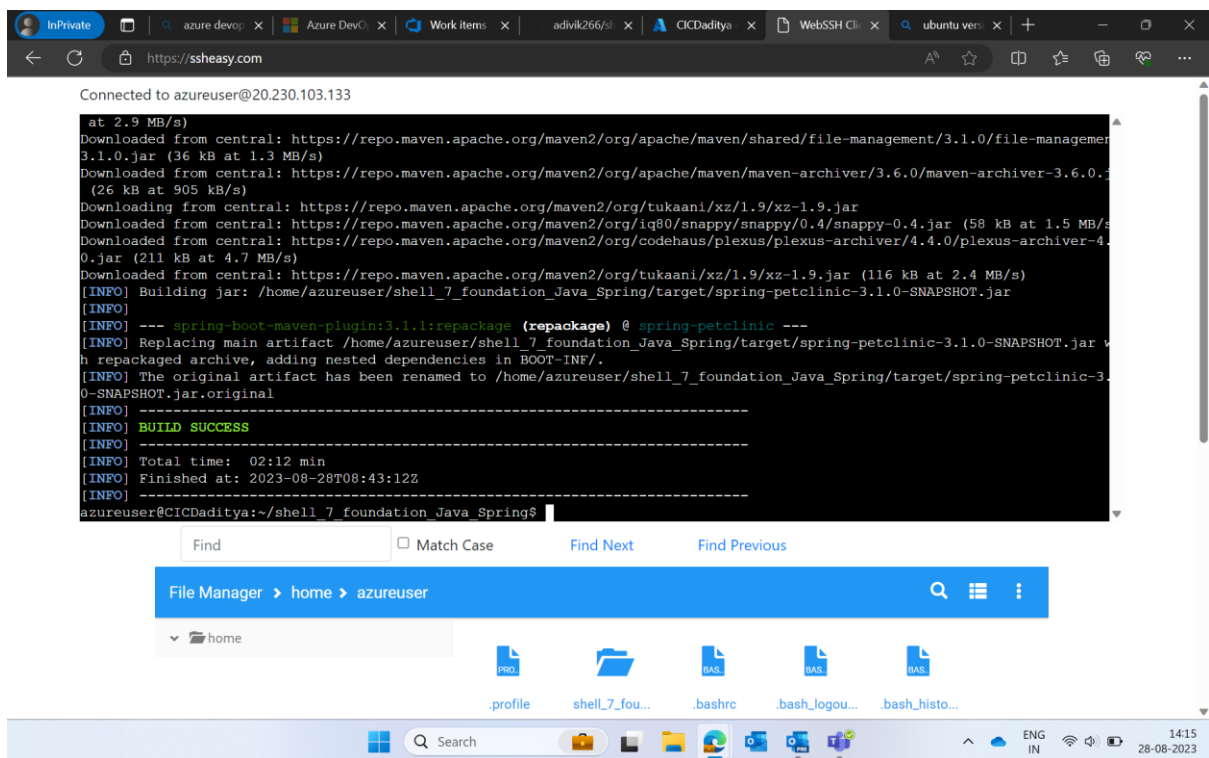 InPrivate
azure devop
Azure DevO
Work items
adivik266/sh
CICDaditya
WebSSH Cli
ubuntu vers
https://ssheasy.com
Connected to azureuser@20.230.103.133
at 2.9 MB/s)
Downloaded from central: https://repo.maven.apache.org/maven2/org/apache/maven/shared/file-management/3.1.0/file-managemen
3.1.0.jar (36 kB at 1.3 MB/s)
Downloaded from central: https://repo.maven.apache.org/maven2/org/apache/maven/maven-archiver/3.6.0/maven-archiver-3.6.0.j
(26 kB at 905 kB/s)
Downloading from central: https://repo.maven.apache.org/maven2/org/tukaani/xz/1.9/xz-1.9.jar
Downloaded from central: https://repo.maven.apache.org/maven2/org/iq80/snappy/snappy/0.4/snappy-0.4.jar (58 kB at 1.5 MB/s
Downloaded from central: https://repo.maven.apache.org/maven2/org/codehaus/plexus/plexus-archiver/4.4.0/plexus-archiver-4.
0.jar (211 kB at 4.7 MB/s)
Downloaded from central: https://repo.maven.apache.org/maven2/org/tukaani/xz/1.9/xz-1.9.jar (116 kB at 2.4 MB/s)
[INFO] Building jar: /home/azureuser/shell_7_foundation_Java_Spring/target/spring-petclinic-3.1.0-SNAPSHOT.jar
[INFO]
[INFO] --- spring-boot-maven-plugin:3.1.1:repackage (repackage) @ spring-petclinic ---
[INFO] Replacing main artifact /home/azureuser/shell_7_foundation_Java_Spring/target/spring-petclinic-3.1.0-SNAPSHOT.jar w
h repackaged archive, adding nested dependencies in BOOT-INF/.
[INFO] The original artifact has been renamed to /home/azureuser/shell_7_foundation_Java_Spring/target/spring-petclinic-3.
0-SNAPSHOT.jar.original
[INFO] ------------------------------------------------------------------------
[INFO] BUILD SUCCESS
[INFO] ------------------------------------------------------------------------
[INFO] Total time:  02:12 min
[INFO] Finished at: 2023-08-28T08:43:12Z
[INFO] ------------------------------------------------------------------------
azureuser@CICDaditya:~/shell_7_foundation_Java_Spring$
Find
Match Case
Find Next
Find Previous
File Manager > home > azureuser
home
PRO..
BAS..
BAS..
BAS..
.profile
shell_7_fou...
.bashrc
.bash_logou...
.bash_histo...
Search
ENG
IN
14:15
28-08-2023